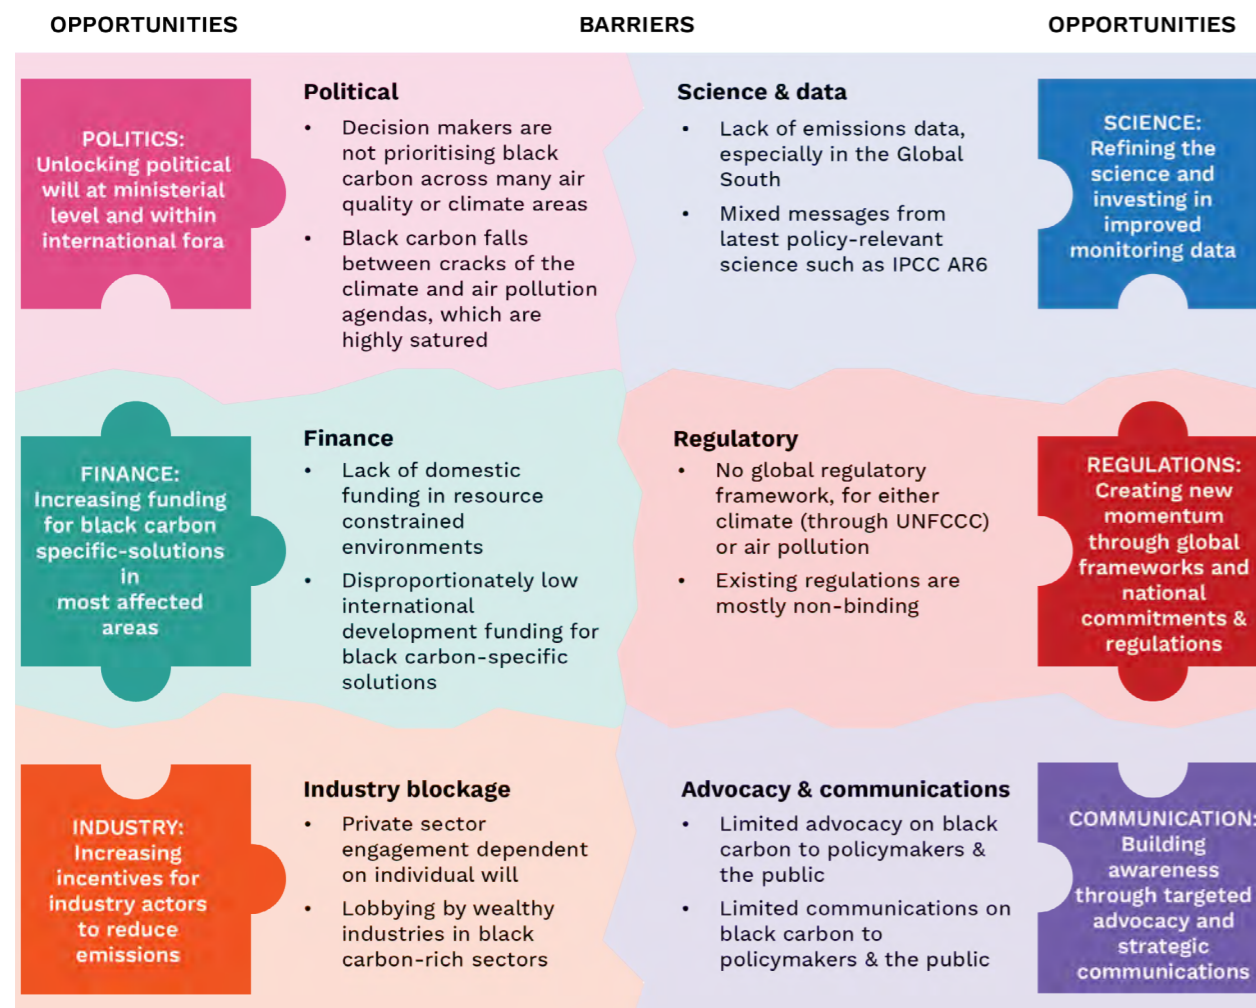 OPPORTUNITIES
BARRIERS
OPPORTUNITIES
POLITICS:
Unlocking political
will at ministerial
level and within
international fora
Political
• Decision makers are
not prioritising black
carbon across many air
quality or climate areas
• Black carbon falls
between cracks of the
climate and air pollution
agendas, which are
highly satured
Science & data
• Lack of emissions data,
especially in the Global
South
• Mixed messages from
latest policy-relevant
science such as IPCC AR6
SCIENCE:
Refining the
science and
investing in
improved
monitoring data
FINANCE:
Increasing funding
for black carbon
specific-solutions
in
most affected
areas
Finance
• Lack of domestic
funding in resource
constrained
environments
• Disproportionately low
international
development funding for
black carbon-specific
solutions
Regulatory
• No global regulatory
framework, for either
climate (through UNFCCC)
or air pollution
• Existing regulations are
mostly non-binding
REGULATIONS:
Creating new
momentum
through global
frameworks and
national
commitments &
regulations
INDUSTRY:
Increasing
incentives for
industry actors
to reduce
emissions
Industry blockage
• Private sector
engagement dependent
on individual will
• Lobbying by wealthy
industries in black
carbon-rich sectors
Advocacy & communications
• Limited advocacy on black
carbon to policymakers &
the public
• Limited communications on
black carbon to
policymakers & the public
COMMUNICATION:
Building
awareness
through targeted
advocacy and
strategic
communications